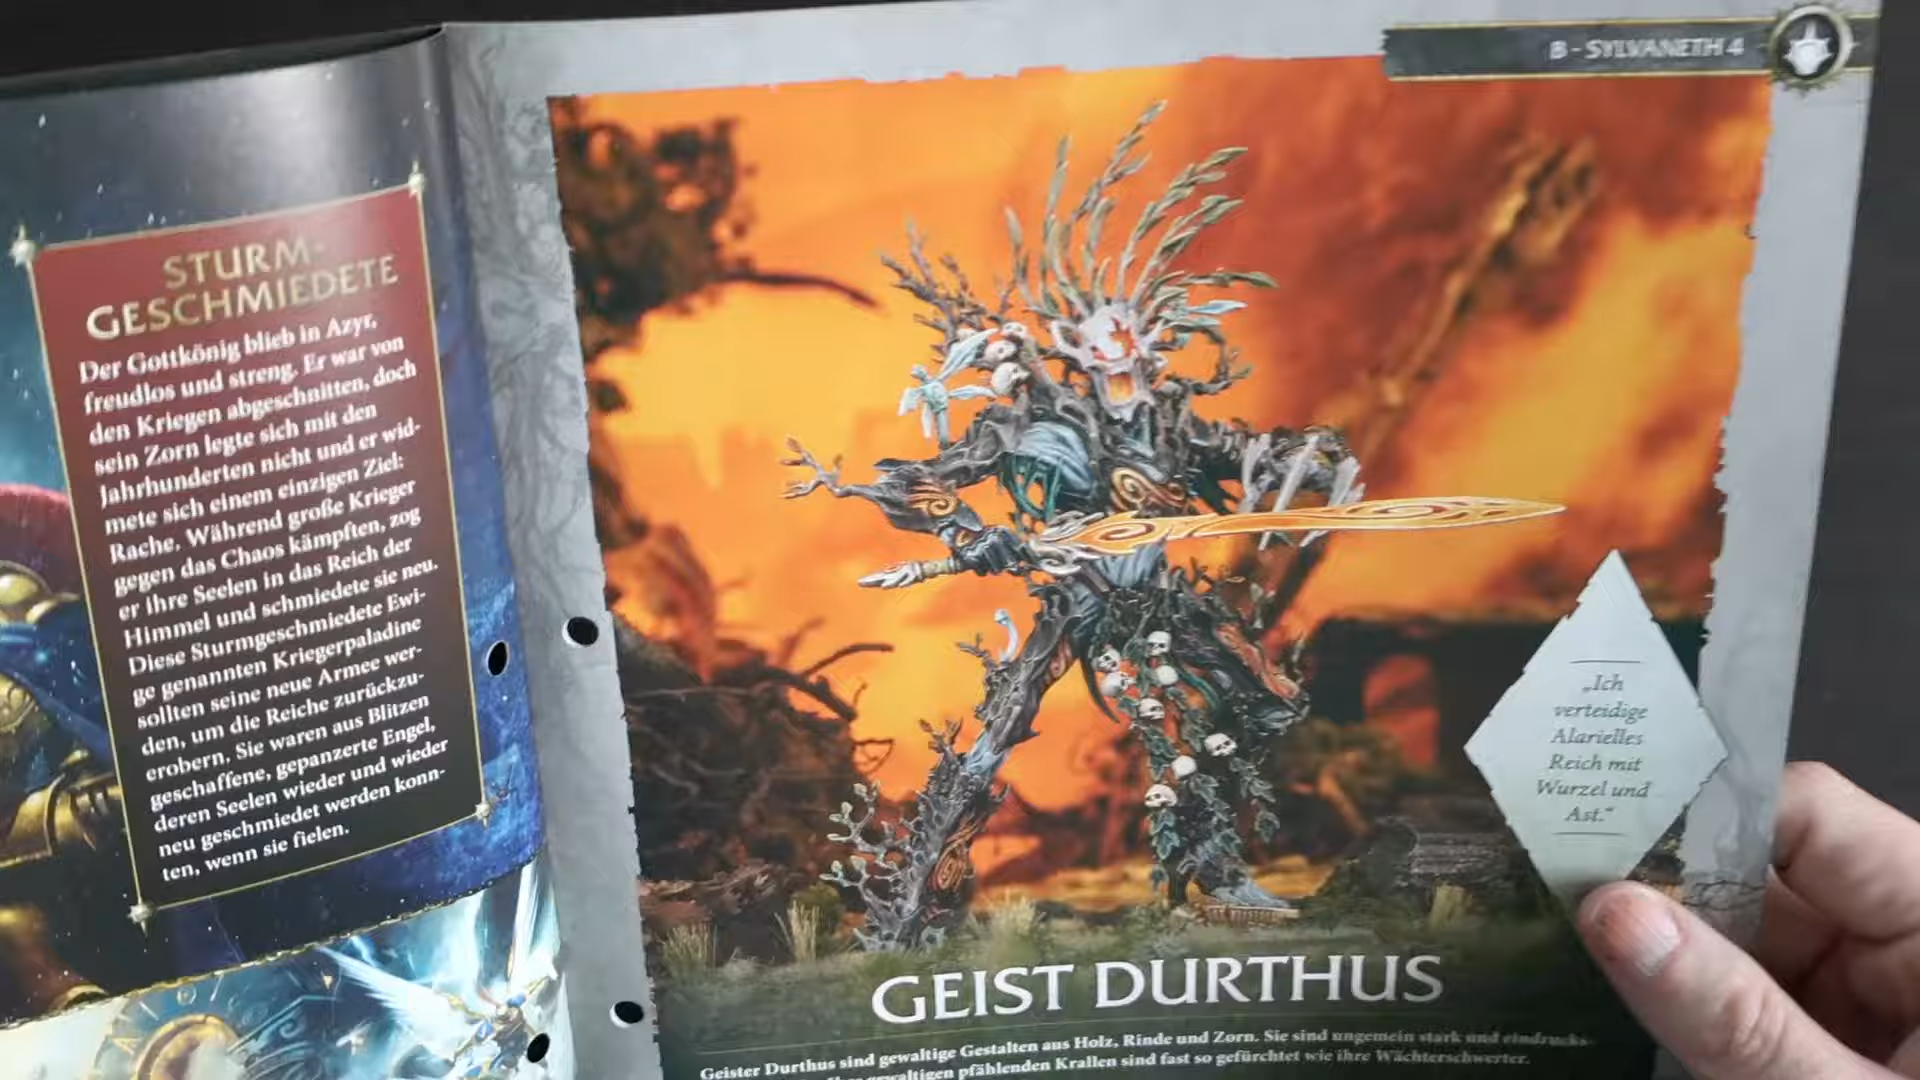 STURM-
GESCHMIEDETE
Der Gottkönig blieb in Azyr,
freudlos und streng. Er war von
den Kriegen abgeschnitten, doch
sein Zorn legte sich mit den
Jahrhunderten nicht und er wid-
mete sich einem einzigen Ziel:
Rache. Während große Krieger
gegen das Chaos kämpften, zog
er ihre Seelen in das Reich der
Himmel und schmiedete sie neu.
Diese Sturmgeschmiedete Ewi-
ge genannten Kriegerpaladine
sollten seine neue Armee wer-
den, um die Reiche zurückzu-
erobern. Sie waren aus Blitzen
geschaffene, gepanzerte Engel,
deren Seelen wieder und wieder
neu geschmiedet werden konn-
ten, wenn sie fielen.
B - SYLVANETH 4
„Ich
verteidige
Alarielles
Reich mit
Wurzel und
Ast.“
GEIST DURTHUS
Geister Durthus sind gewaltige Gestalten aus Holz, Rinde und Zorn. Sie sind ungemein stark und eindrucks-
gewaltigen pfählenden Krallen sind fast so gefürchtet wie ihre Wächterschwerter.